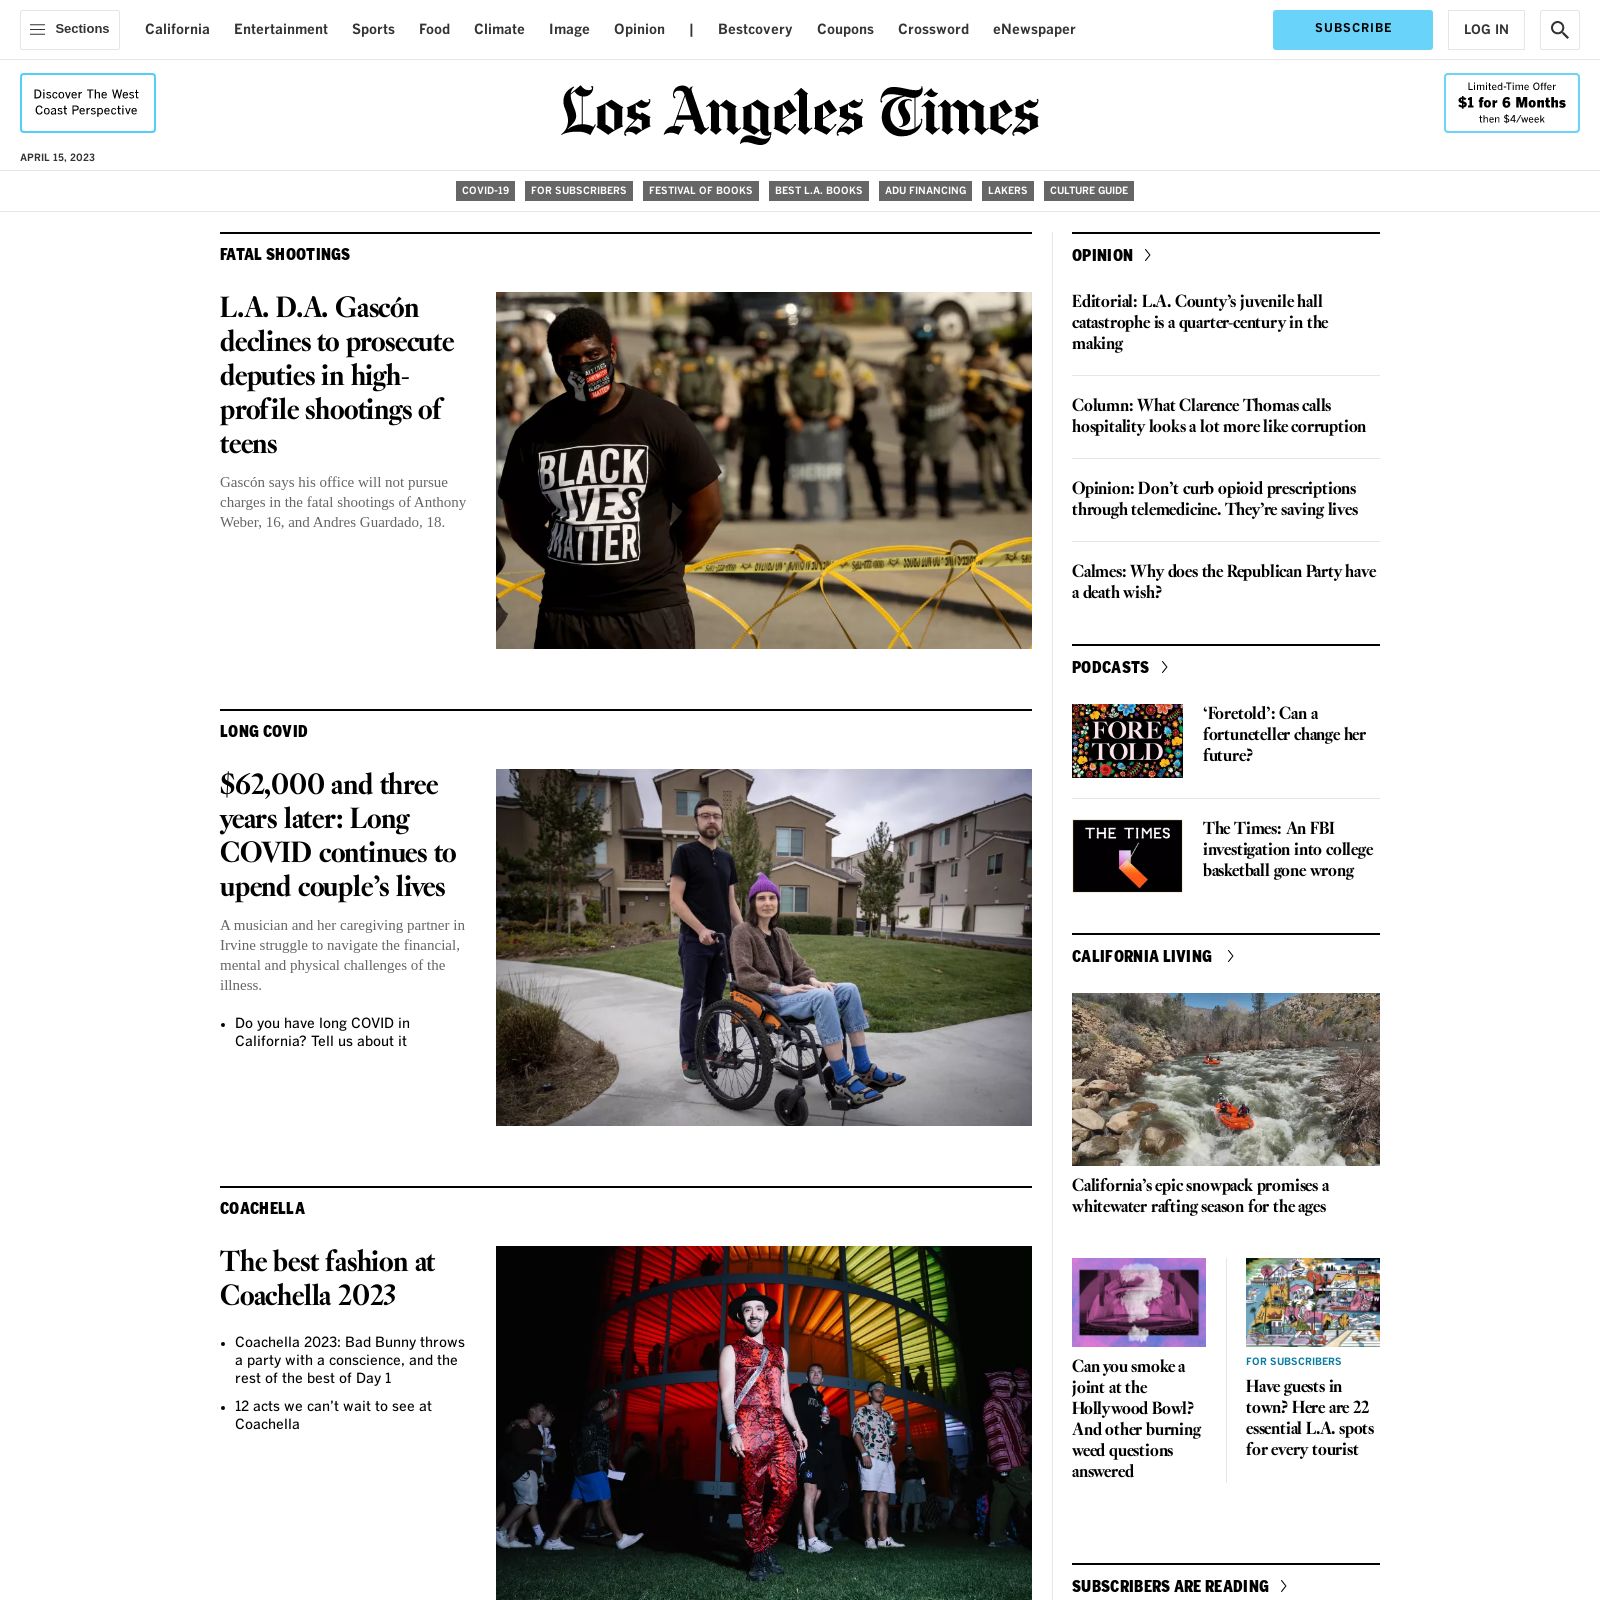 Sections
California
Entertainment
Sports
Food
Climate
Image
Opinion
|
Bestcovery
Coupons
Crossword
eNewspaper
SUBSCRIBE
LOG IN
Discover The West
Coast Perspective
Los Angeles Times
Limited-Time Offer
$1 for 6 Months
then $4/week
APRIL 15, 2023
COVID-19
FOR SUBSCRIBERS
FESTIVAL OF BOOKS
BEST L.A. BOOKS
ADU FINANCING
LAKERS
CULTURE GUIDE
FATAL SHOOTINGS
L.A. D.A. Gascón
declines to prosecute
deputies in high-
profile shootings of
teens
Gascón says his office will not pursue
charges in the fatal shootings of Anthony
Weber, 16, and Andres Guardado, 18.
BLACK
LIVES
MATTER
SHERIFF
LONG COVID
$62,000 and three
years later: Long
COVID continues to
upend couple’s lives
A musician and her caregiving partner in
Irvine struggle to navigate the financial,
mental and physical challenges of the
illness.
• Do you have long COVID in
California? Tell us about it
COACHELLA
The best fashion at
Coachella 2023
• Coachella 2023: Bad Bunny throws
a party with a conscience, and the
rest of the best of Day 1
• 12 acts we can’t wait to see at
Coachella
OPINION
Editorial: L.A. County’s juvenile hall
catastrophe is a quarter-century in the
making
Column: What Clarence Thomas calls
hospitality looks a lot more like corruption
Opinion: Don’t curb opioid prescriptions
through telemedicine. They’re saving lives
Calmes: Why does the Republican Party have
a death wish?
PODCASTS
FORE
TOLD
‘Foretold’: Can a
fortuneteller change her
future?
THE TIMES
The Times: An FBI
investigation into college
basketball gone wrong
CALIFORNIA LIVING
California’s epic snowpack promises a
whitewater rafting season for the ages
Can you smoke a
joint at the
Hollywood Bowl?
And other burning
weed questions
answered
FOR SUBSCRIBERS
Have guests in
town? Here are 22
essential L.A. spots
for every tourist
SUBSCRIBERS ARE READING